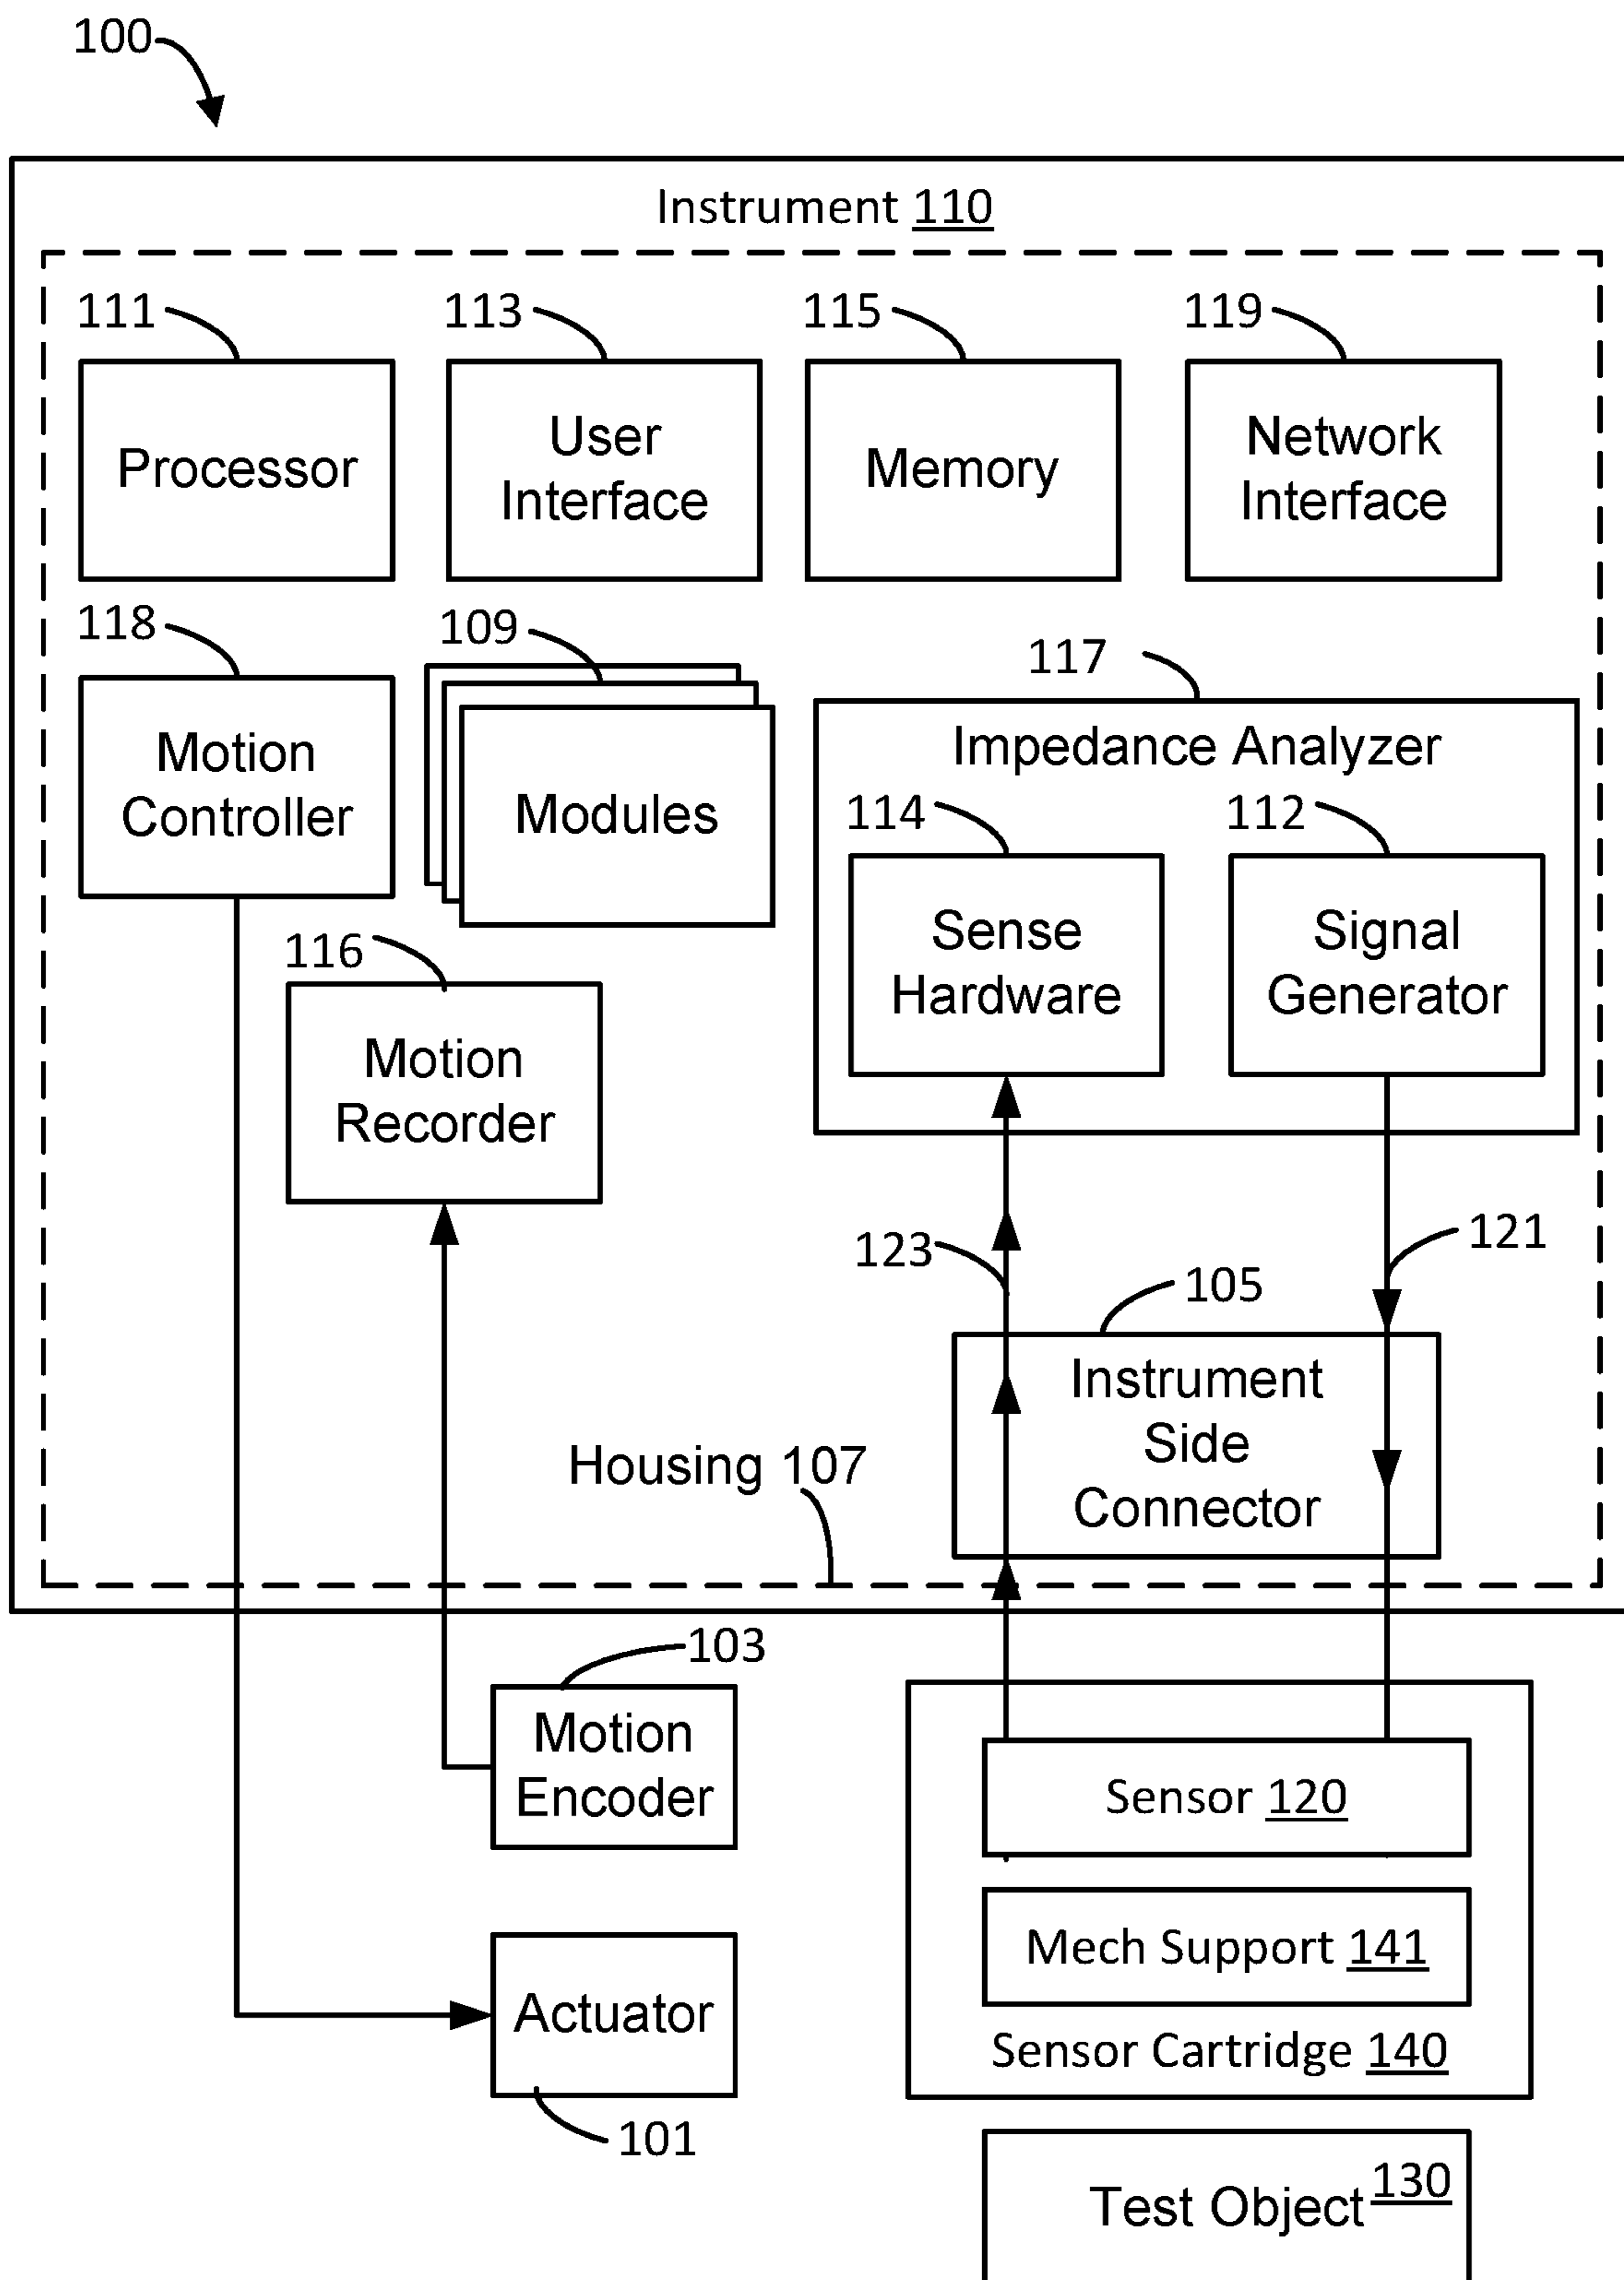 100
Instrument 110
111
113
115
119
Processor
User
Interface
Memory
Network
Interface
118
109
117
Motion
Controller
Modules
Impedance Analyzer
114
112
Sense
Hardware
Signal
Generator
116
Motion
Recorder
123
121
105
Instrument
Side
Connector
Housing 107
103
Motion
Encoder
Sensor 120
Mech Support 141
Actuator
Sensor Cartridge 140
101
Test Object 130